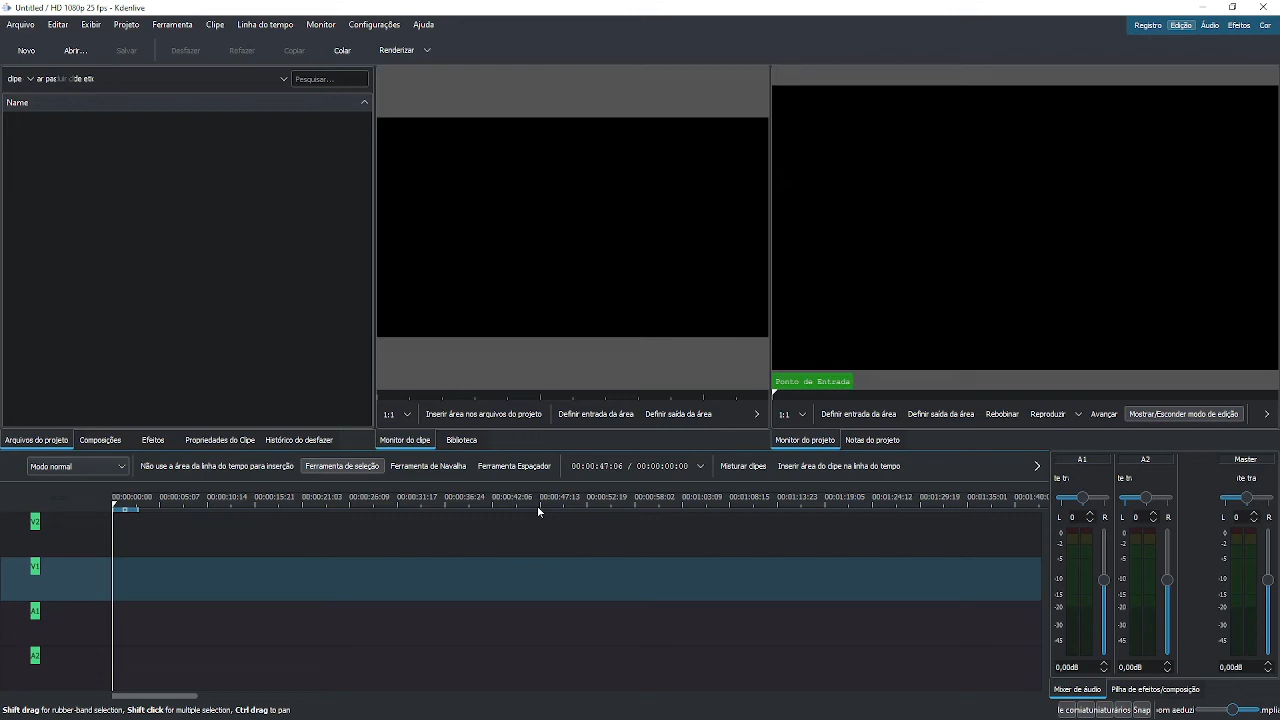 Untitled / HD 1080p 25 fps - Kdenlive
Arquivo Editar Exibir Projeto Ferramenta Clipe Linha do tempo Monitor Configurações Ajuda
Registro Edição Áudio Efeitos Cor
Novo Abrir... Salvar Desfazer Refazer Copiar Colar Renderizar
Pesquisar...
Name
Ponto de Entrada
1:1 Inserir área nos arquivos do projeto Definir entrada da área Definir saída da área
1:1 Definir entrada da área Definir saída da área Rebobinar Reproduzir Avançar Mostrar/Esconder modo de edição
Arquivos do projeto Composições Efeitos Propriedades do Clipe Histórico do desfazer
Monitor do clipe Biblioteca
Monitor do projeto Notas do projeto
Modo normal Não use a área da linha do tempo para inserção Ferramenta de seleção Ferramenta de Navalha Ferramenta Espaçador 00:00:47:06 / 00:00:00:00 Misturar clipes Inserir área do clipe na linha do tempo
00:00:00:00 00:00:05:07 00:00:10:14 00:00:15:21 00:00:21:03 00:00:26:09 00:00:31:17 00:00:36:24 00:00:42:06 00:00:47:13 00:00:52:19 00:00:58:02 00:01:03:09 00:01:08:15 00:01:13:23 00:01:19:05 00:01:24:12 00:01:29:19 00:01:35:01 00:01:40:0
V2
V1
A1
A2
A1 A2 Master
L 0 R L 0 R L 0 R
0 0 0
-2 -2 -2
-5 -5 -5
-10 -10 -10
-15 -15 -15
-20 -20 -20
-30 -30 -30
-45 -45 -45
0,00dB 0,00dB 0,00dB
Mixer de áudio Pilha de efeitos/composição
Shift drag for rubber-band selection, Shift click for multiple selection, Ctrl drag to pan
Snap